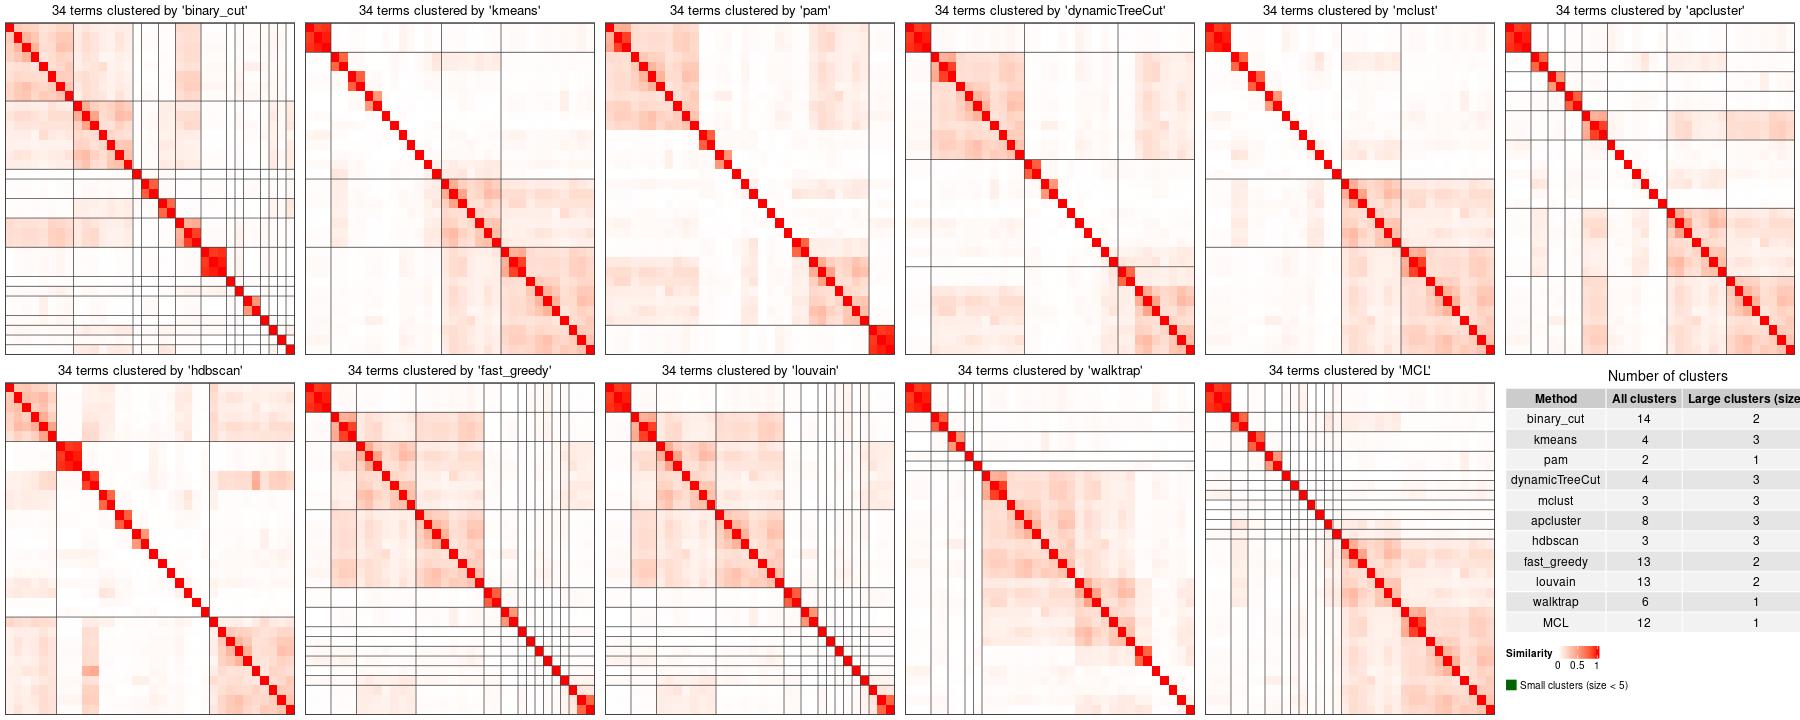 34 terms clustered by 'binary_cut'
34 terms clustered by 'kmeans'
34 terms clustered by 'pam'
34 terms clustered by 'dynamicTreeCut'
34 terms clustered by 'mclust'
34 terms clustered by 'apcluster'
34 terms clustered by 'hdbscan'
34 terms clustered by 'fast_greedy'
34 terms clustered by 'louvain'
34 terms clustered by 'walktrap'
34 terms clustered by 'MCL'
Number of clusters
Method All clusters Large clusters (size
binary_cut 14 2
kmeans 4 3
pam 2 1
dynamicTreeCut 4 3
mclust 3 3
apcluster 8 3
hdbscan 3 3
fast_greedy 13 2
louvain 13 2
walktrap 6 1
MCL 12 1
Similarity
0 0.5 1
Small clusters (size < 5)